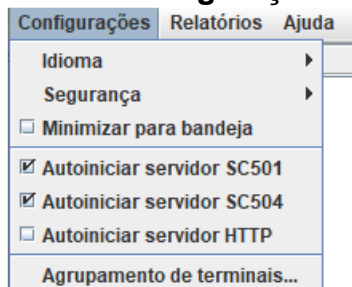 Configurações Relatórios Ajuda
Idioma
Segurança
Minimizar para bandeja
Autoiniciar servidor SC501
Autoiniciar servidor SC504
Autoiniciar servidor HTTP
Agrupamento de terminais...